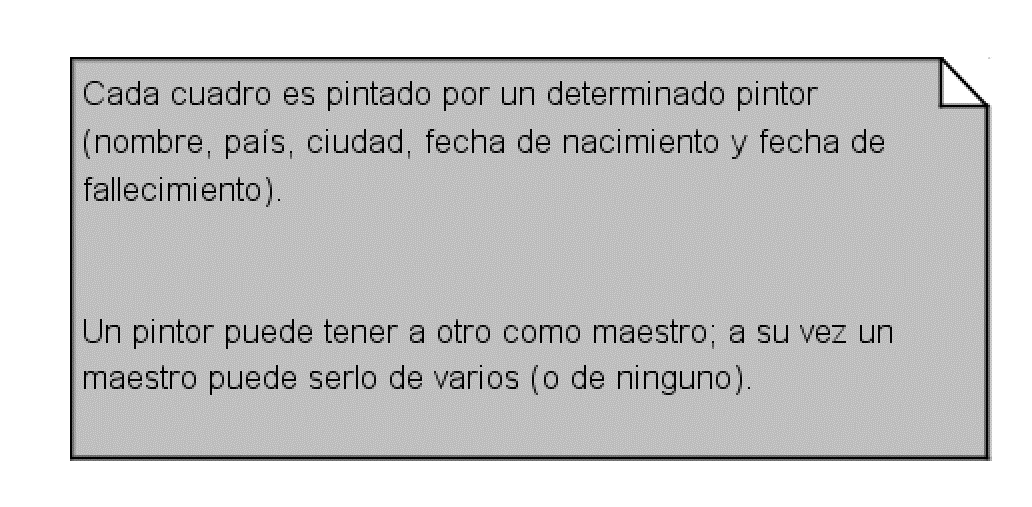 Cada cuadro es pintado por un determinado pintor
(nombre, país, ciudad, fecha de nacimiento y fecha de
fallecimiento).
Un pintor puede tener a otro como maestro; a su vez un
maestro puede serlo de varios (o de ninguno).